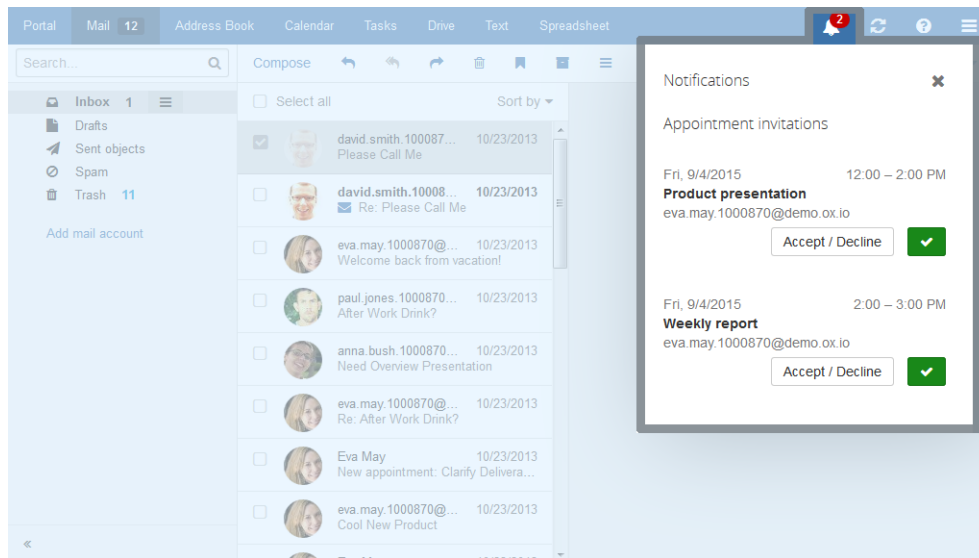 Portal Mail 12 Address Book Calendar Tasks Drive Text Spreadsheet 2
Search...
Compose
Inbox 1
Drafts
Sent objects
Spam
Trash 11
Add mail account
Select all Sort by
david.smith.100087... 10/23/2013
Please Call Me
david.smith.10008... 10/23/2013
Re: Please Call Me
eva.may.1000870@... 10/23/2013
Welcome back from vacation!
paul.jones.1000870... 10/23/2013
After Work Drink?
anna.bush.1000870... 10/23/2013
Need Overview Presentation
eva.may.1000870@... 10/23/2013
Re: After Work Drink?
Eva May 10/23/2013
New appointment: Clarify Delivera...
eva.may.1000870@... 10/23/2013
Cool New Product
Notifications
Appointment invitations
Fri, 9/4/2015 12:00 – 2:00 PM
Product presentation
eva.may.1000870@demo.ox.io
Accept / Decline
Fri, 9/4/2015 2:00 – 3:00 PM
Weekly report
eva.may.1000870@demo.ox.io
Accept / Decline